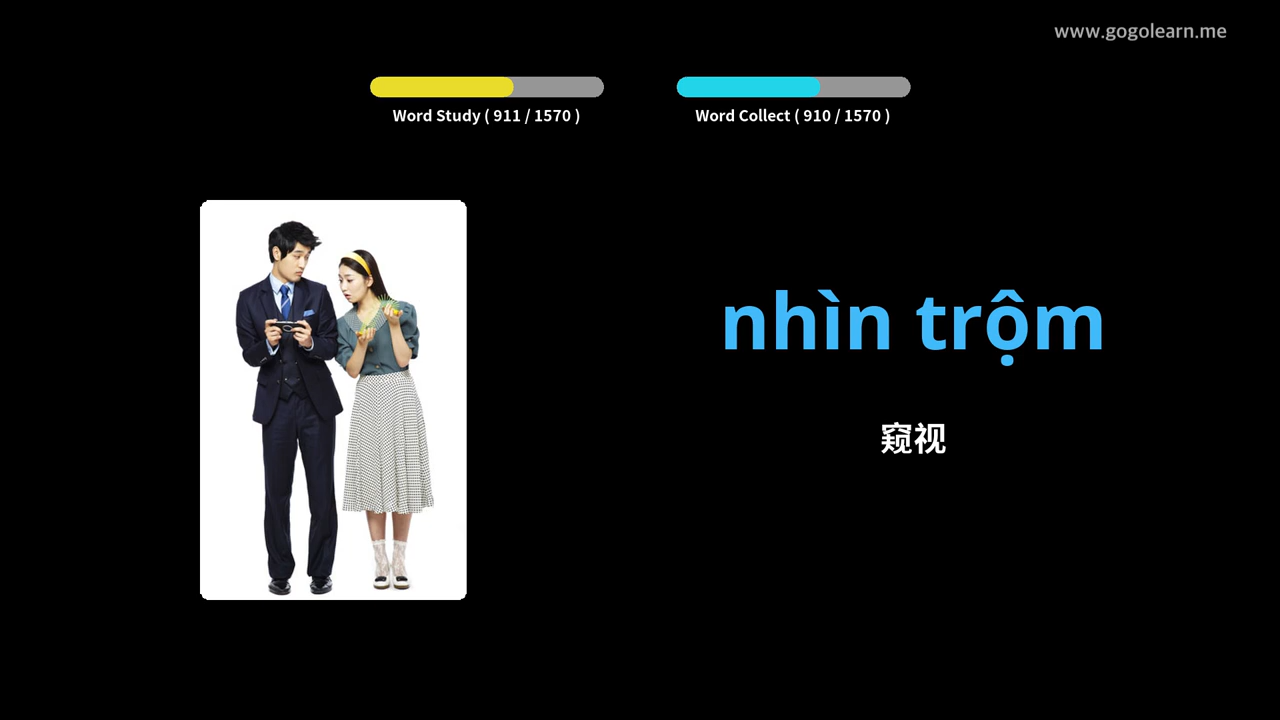 www.gogolearn.me
Word Study ( 911 / 1570 )
Word Collect ( 910 / 1570 )
nhìn trộm
窥视